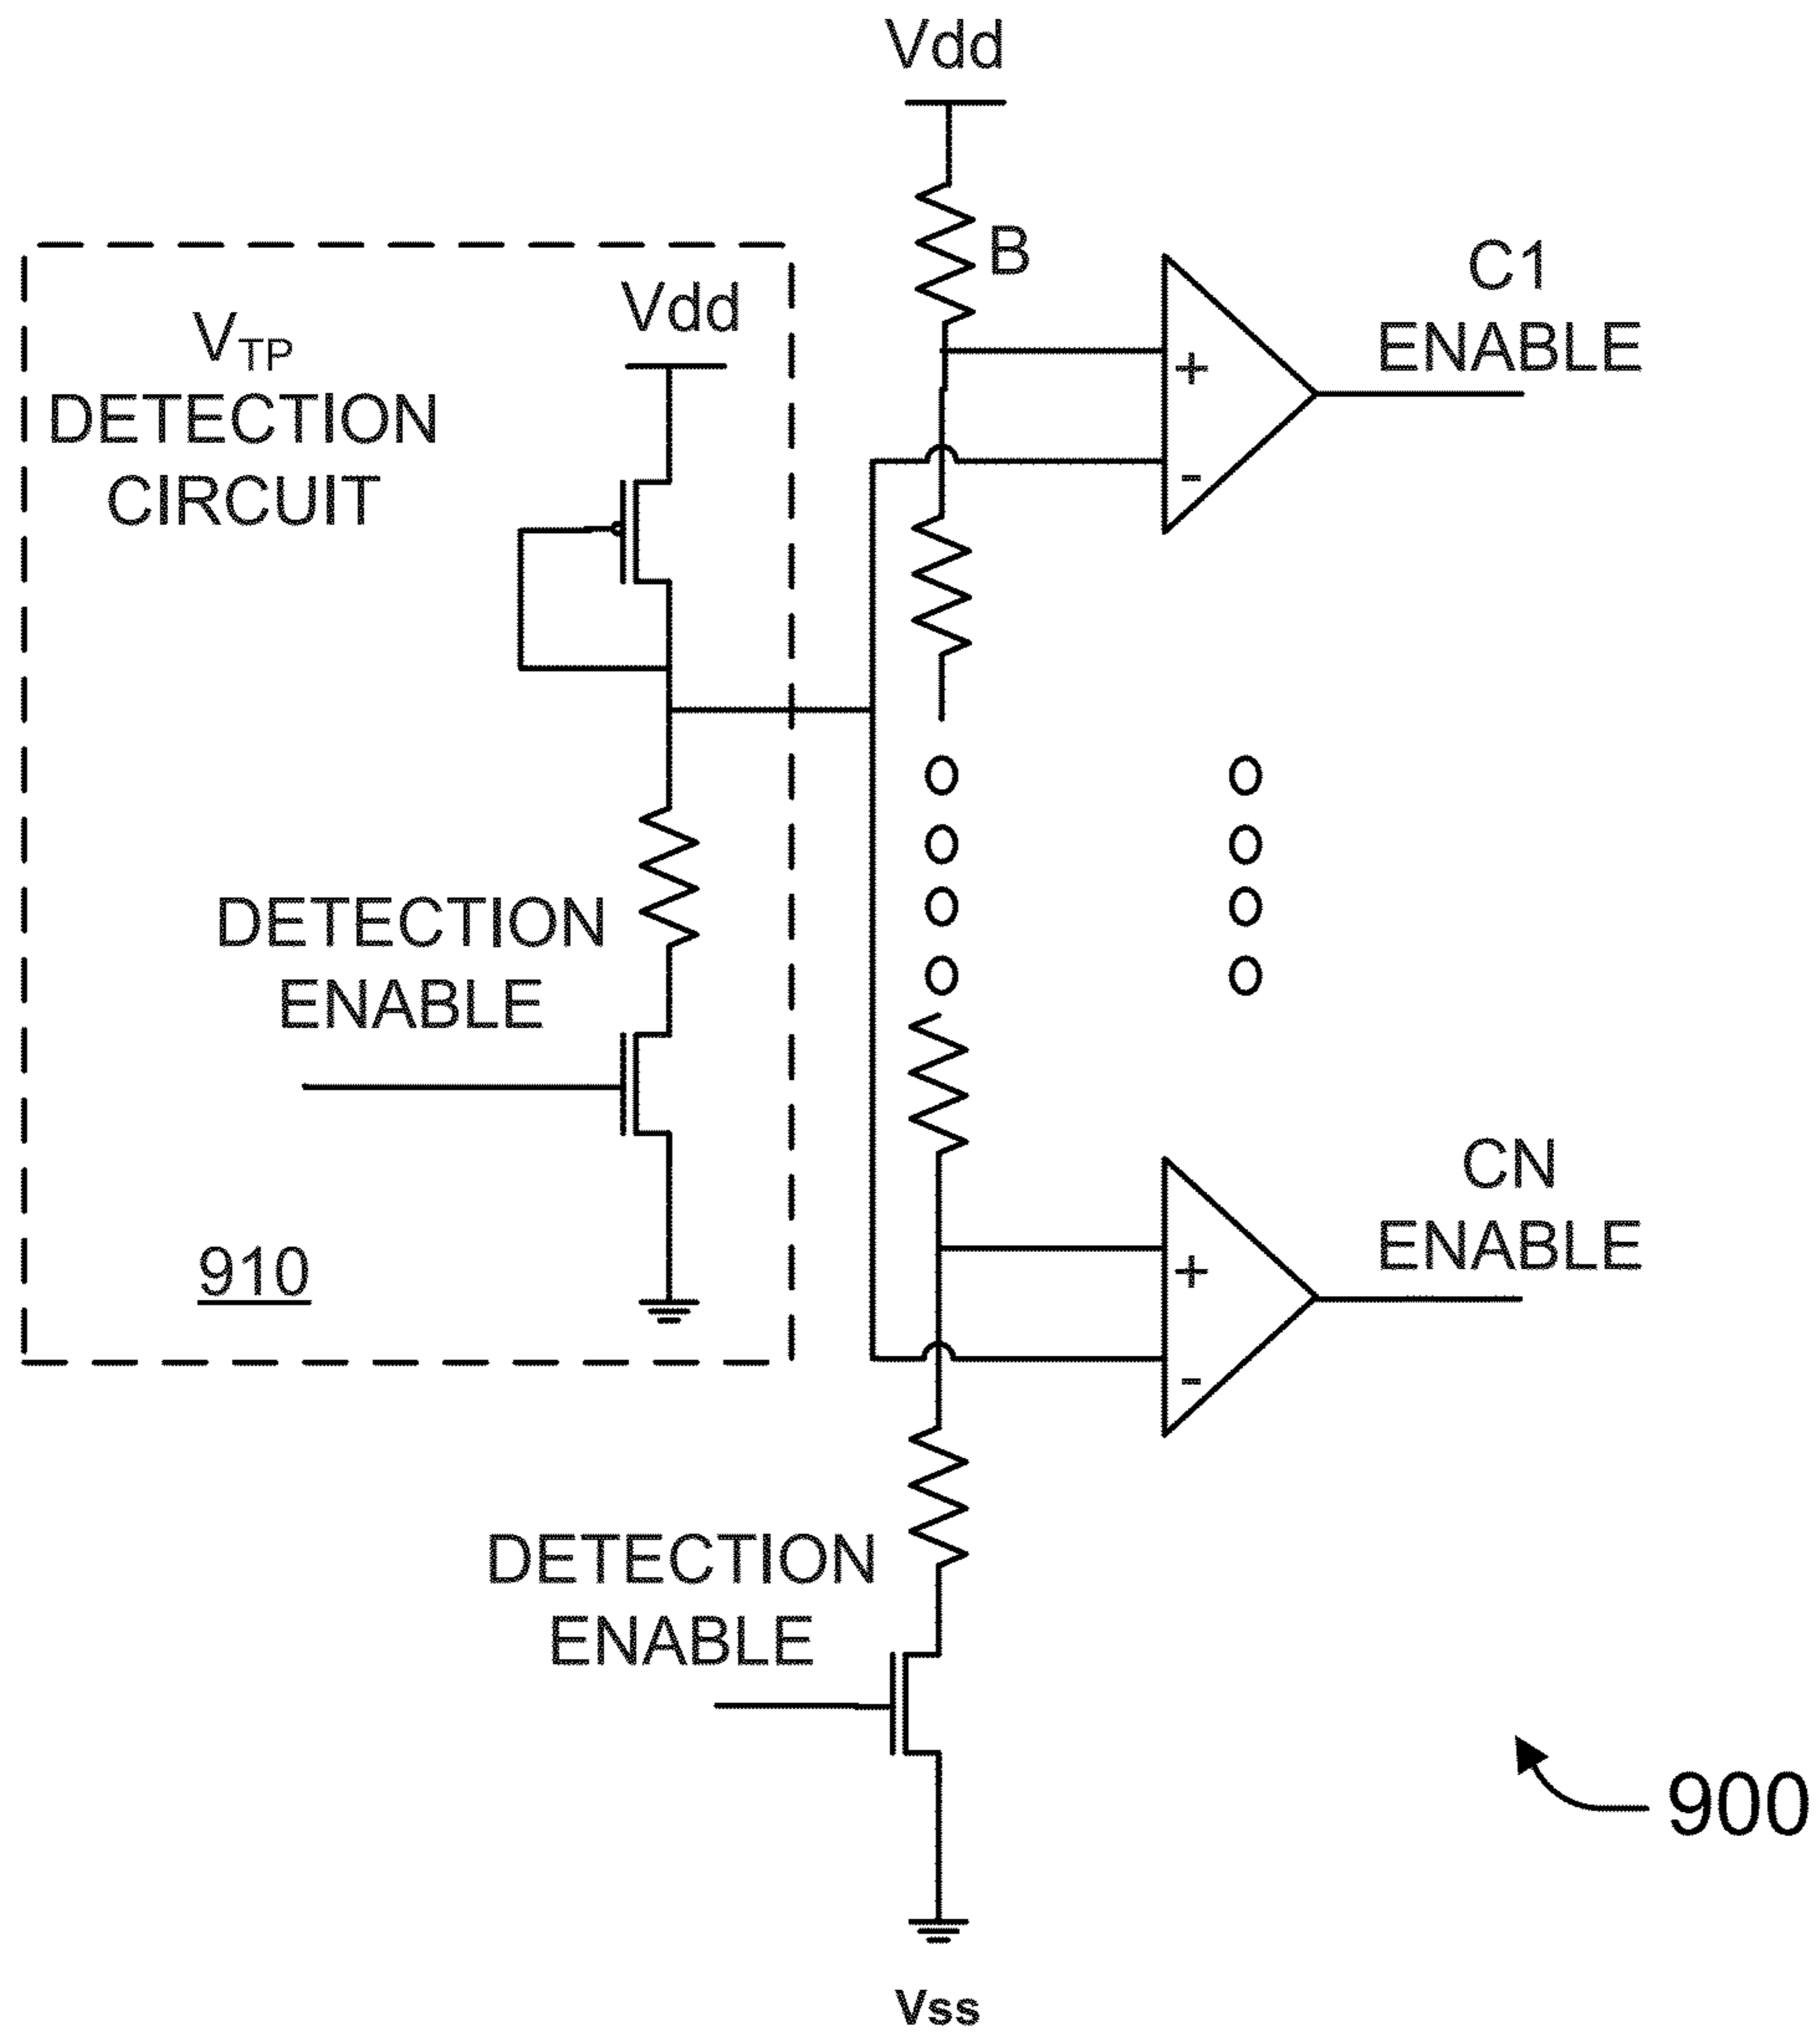 Vdd
B
C1
ENABLE
+
-
Vdd
VTP
DETECTION
CIRCUIT
DETECTION
ENABLE
910
CN
ENABLE
+
-
DETECTION
ENABLE
900
Vss